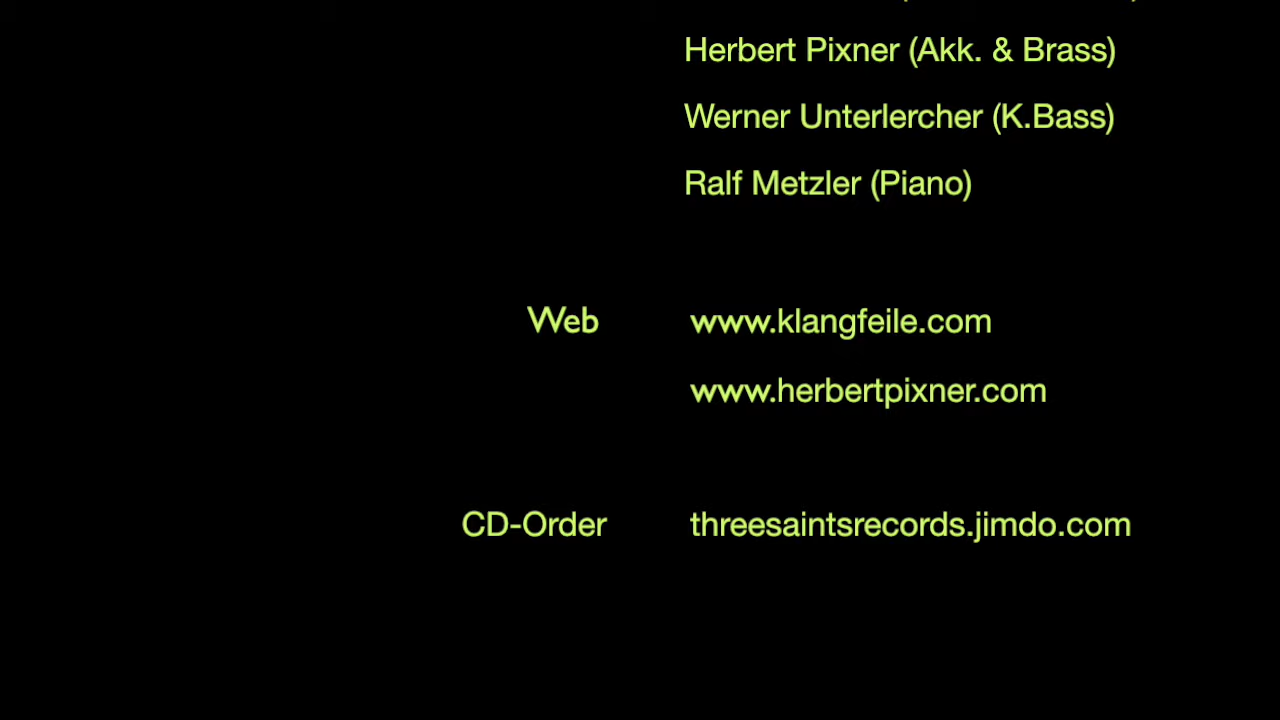 Herbert Pixner (Akk. & Brass)
Werner Unterlercher (K.Bass)
Ralf Metzler (Piano)
Web www.klangfeile.com
www.herbertpixner.com
CD-Order threesaintsrecords.jimdo.com